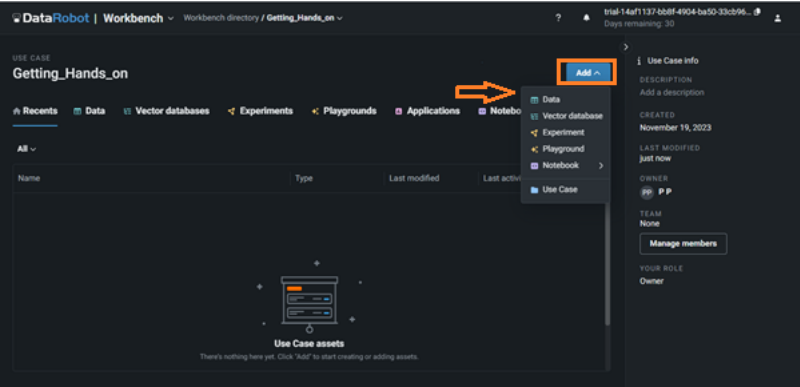 DataRobot | Workbench
Workbench directory / Getting_Hands_on
?
trial-14af1137-bb8f-4904-ba50-33cb96...
Days remaining: 30
USE CASE
Getting_Hands_on
Add
Recents
Data
Vector databases
Experiments
Playgrounds
Applications
Notebo
Data
Vector database
Experiment
Playground
Notebook
Use Case
All
Name
Type
Last modified
Last activi
Use Case assets
There's nothing here yet. Click "Add" to start creating or adding assets.
Use Case info
DESCRIPTION
Add a description
CREATED
November 19, 2023
LAST MODIFIED
just now
OWNER
PP P P
TEAM
None
Manage members
YOUR ROLE
Owner